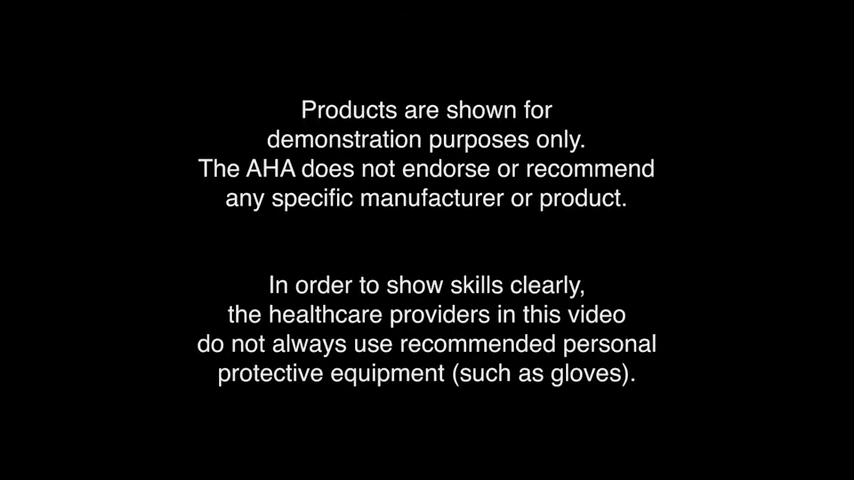 Products are shown for
demonstration purposes only.
The AHA does not endorse or recommend
any specific manufacturer or product.
In order to show skills clearly,
the healthcare providers in this video
do not always use recommended personal
protective equipment (such as gloves).